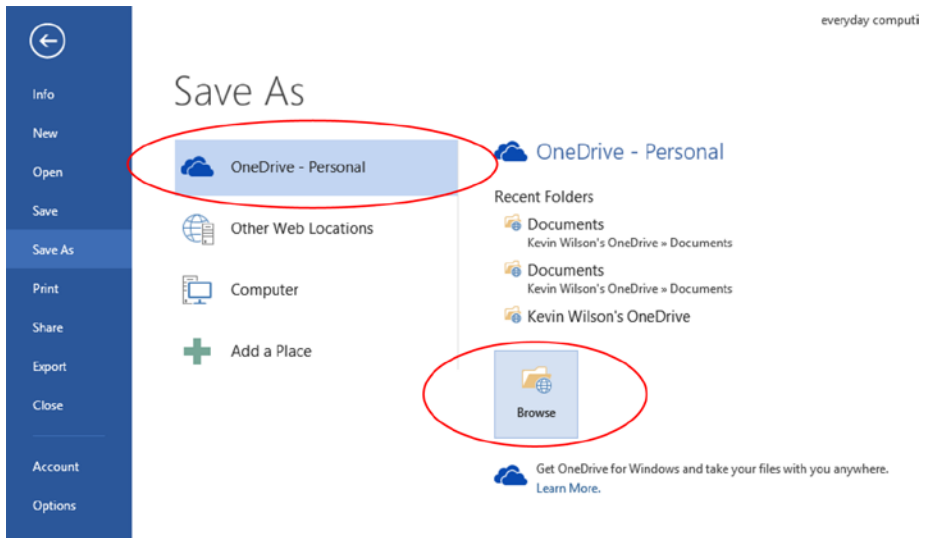 everyday computi
Info
New
Open
Save
Save As
Print
Share
Export
Close
Account
Options
Save As
OneDrive - Personal
Other Web Locations
Computer
Add a Place
OneDrive - Personal
Recent Folders
Documents
Kevin Wilson's OneDrive » Documents
Documents
Kevin Wilson's OneDrive » Documents
Kevin Wilson's OneDrive
Browse
Get OneDrive for Windows and take your files with you anywhere.
Learn More.